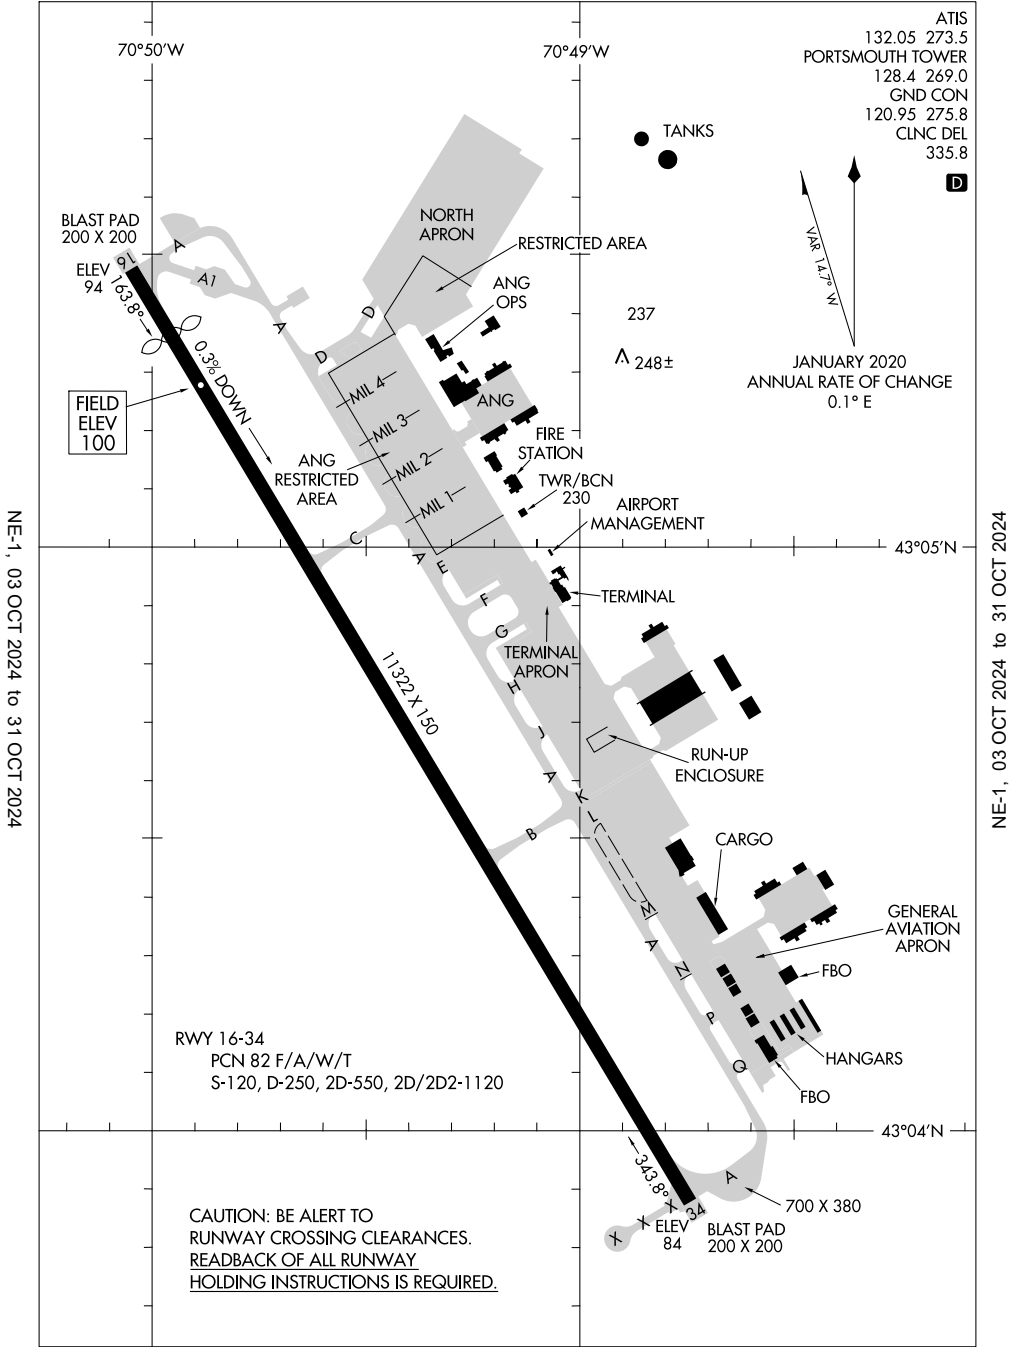 ATIS
132.05 273.5
PORTSMOUTH TOWER
128.4 269.0
GND CON
120.95 275.8
CLNC DEL
335.8
D
70°50'W
70°49'W
TANKS
VAR 14.7° W
JANUARY 2020
ANNUAL RATE OF CHANGE
0.1° E
BLAST PAD
200 X 200
16
ELEV
94
163.8°
A
A1
A
D
D
NORTH
APRON
RESTRICTED AREA
ANG
OPS
237
248±
0.3% DOWN
FIELD
ELEV
100
MIL 4
MIL 3
MIL 2
MIL 1
ANG
ANG
RESTRICTED
AREA
FIRE
STATION
TWR/BCN
230
AIRPORT
MANAGEMENT
43°05'N
C
A
E
F
G
H
J
A
K
L
B
TERMINAL
TERMINAL
APRON
11322 X 150
RUN-UP
ENCLOSURE
CARGO
M
A
N
P
Q
GENERAL
AVIATION
APRON
FBO
HANGARS
FBO
RWY 16-34
PCN 82 F/A/W/T
S-120, D-250, 2D-550, 2D/2D2-1120
43°04'N
343.8°
A
700 X 380
34
X
X
X
ELEV
84
BLAST PAD
200 X 200
CAUTION: BE ALERT TO
RUNWAY CROSSING CLEARANCES.
READBACK OF ALL RUNWAY
HOLDING INSTRUCTIONS IS REQUIRED.
NE-1, 03 OCT 2024 to 31 OCT 2024
NE-1, 03 OCT 2024 to 31 OCT 2024